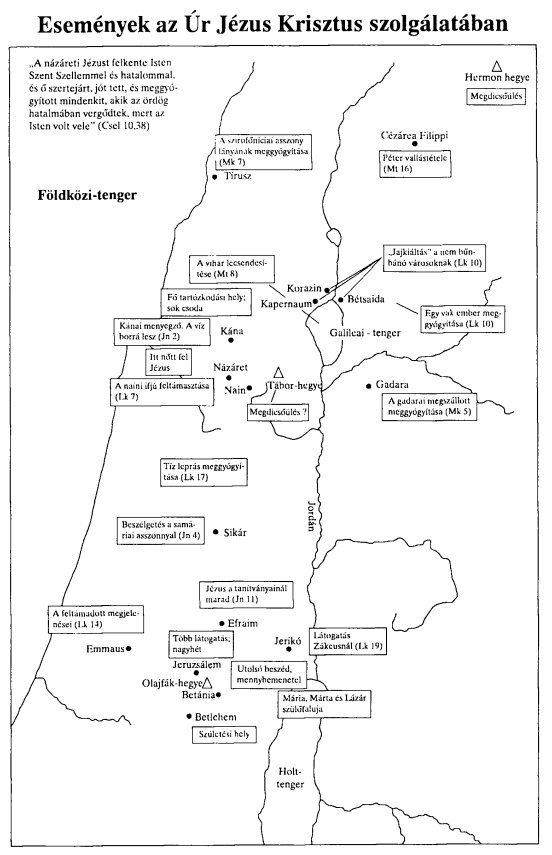 Események az Úr Jézus Krisztus szolgálatában
„A názáreti Jézust felkente Isten
Szent Szellemmel és hatalommal,
és ő szertejárt, jót tett, és meggyó-
gyított mindenkit, akik az ördög
hatalmában vergődtek, mert az
Isten volt vele” (Csel 10,38)
Hermon hegye
Megdicsőülés
A szirofőníciai asszony
lányának meggyógyítása
(Mk 7)
Tírusz
Cézárea Filippi
Péter vallástétele
(Mt 16)
Földközi-tenger
A vihar lecsendesí-
tése (Mt 8)
„Jajkiáltás” a nem bűn-
bánó városoknak (Lk 10)
Korazin
Kapernaum
Bétsaida
Fő tartózkodási hely;
sok csoda
Galileai - tenger
Egy vak ember meg-
gyógyítása (Lk 10)
Kánai menyegző. A víz
borrá lesz (Jn 2)
Kána
Itt nőtt fel
Jézus
Názáret
Nain
Tábor-hegye
Gadara
A naini ifjú feltámasztása
(Lk 7)
Megdicsőülés ?
A gadarai megszállott
meggyógyítása (Mk 5)
Tíz leprás meggyógyí-
tása (Lk 17)
Jordán
Beszélgetés a samá-
riai asszonnyal (Jn 4)
Sikár
Jézus a tanítványainál
marad (Jn 11)
A feltámadott megjele-
nései (Lk 14)
Efraim
Több látogatás;
nagyhét
Látogatás
Zákeusnál (Lk 19)
Emmaus
Jerikó
Jeruzsálem
Utolsó beszéd,
mennybemenetel
Olajfák-hegye
Betánia
Mária, Márta és Lázár
szülőfaluja
Betlehem
Születési hely
Holt-
tenger